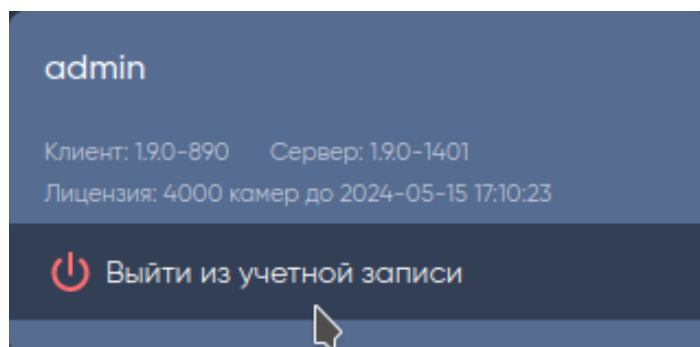 admin
Клиент: 1.9.0-890 Сервер: 1.9.0-1401
Лицензия: 4000 камер до 2024-05-15 17:10:23
Выйти из учетной записи